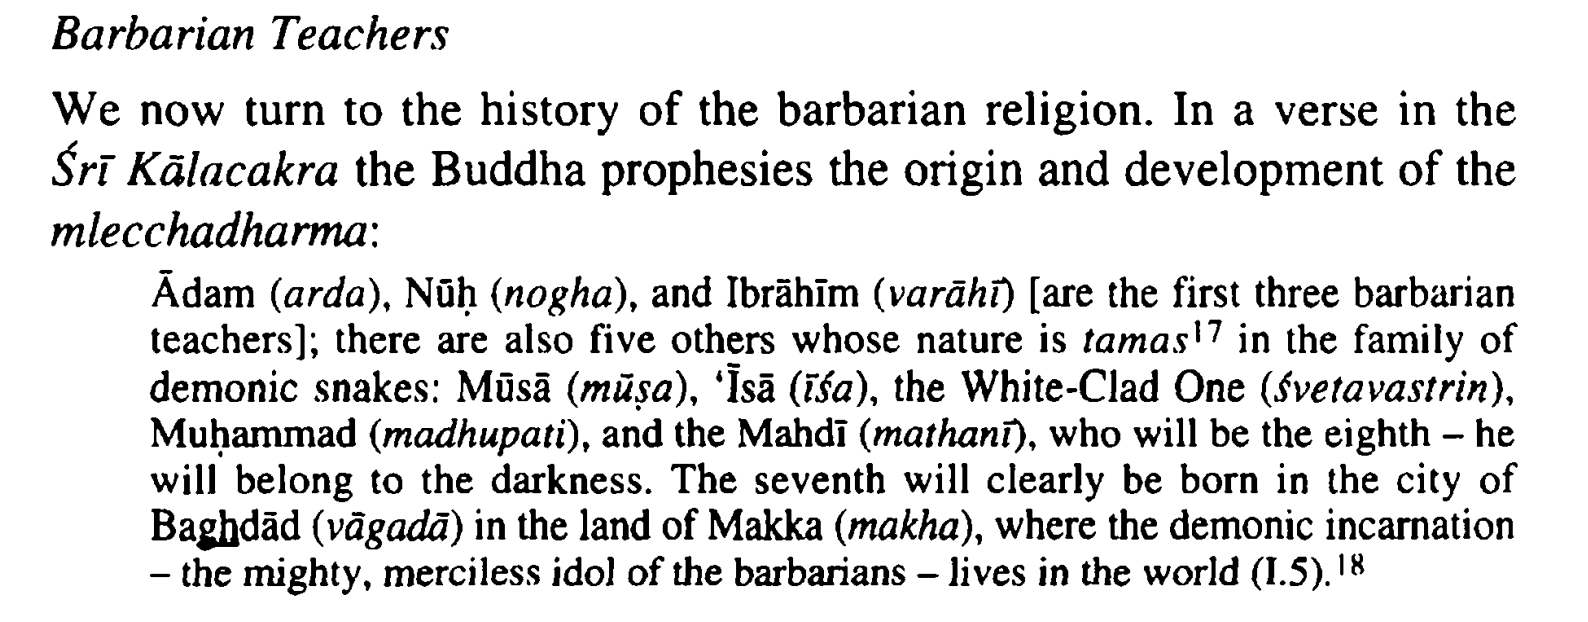 Barbarian Teachers
We now turn to the history of the barbarian religion. In a verse in the
Śrī Kālacakra the Buddha prophesies the origin and development of the
mlecchadharma:
Ādam (arda), Nūḥ (nogha), and Ibrāhīm (varāhī) [are the first three barbarian
teachers]; there are also five others whose nature is tamas¹⁷ in the family of
demonic snakes: Mūsā (mūṣa), ‘Īsā (īśa), the White-Clad One (śvetavastrin),
Muḥammad (madhupati), and the Mahdī (mathanī), who will be the eighth – he
will belong to the darkness. The seventh will clearly be born in the city of
Baghdād (vāgadā) in the land of Makka (makha), where the demonic incarnation
– the mighty, merciless idol of the barbarians – lives in the world (I.5).¹⁸